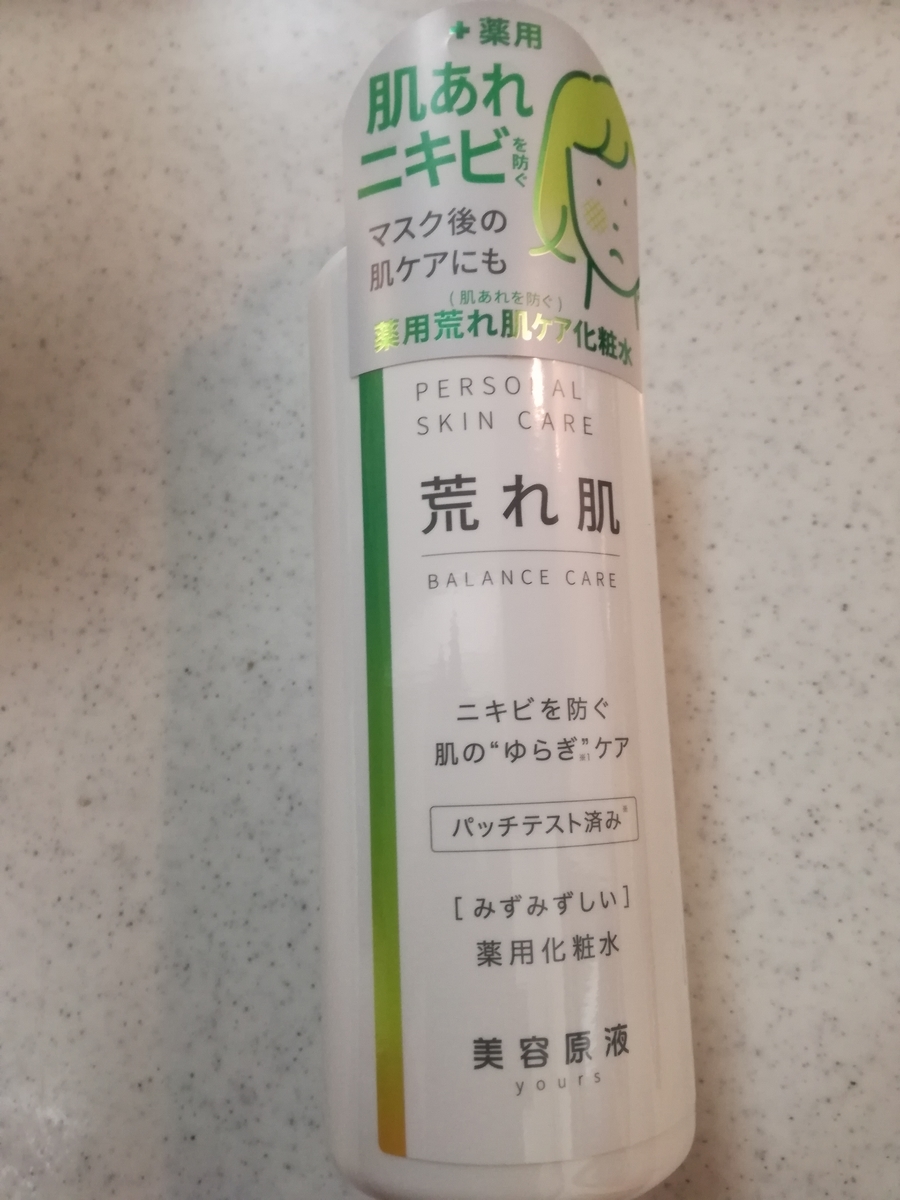 +薬用
肌あれ
ニキビを防ぐ
マスク後の
肌ケアにも
(肌あれを防ぐ)
薬用荒れ肌ケア化粧水
PERSONAL
SKIN CARE
荒れ肌
BALANCE CARE
ニキビを防ぐ
肌の“ゆらぎ”※1ケア
パッチテスト済み※
[みずみずしい]
薬用化粧水
美容原液
yours